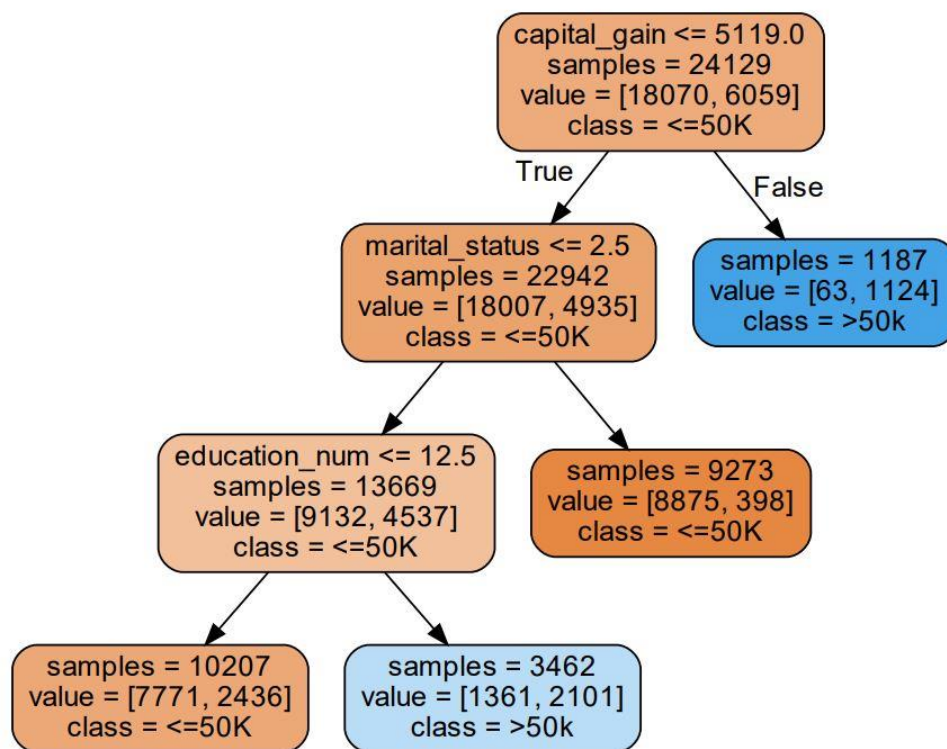 capital_gain <= 5119.0
samples = 24129
value = [18070, 6059]
class = <=50K
True
False
marital_status <= 2.5
samples = 22942
value = [18007, 4935]
class = <=50K
samples = 1187
value = [63, 1124]
class = >50k
education_num <= 12.5
samples = 13669
value = [9132, 4537]
class = <=50K
samples = 9273
value = [8875, 398]
class = <=50K
samples = 10207
value = [7771, 2436]
class = <=50K
samples = 3462
value = [1361, 2101]
class = >50k